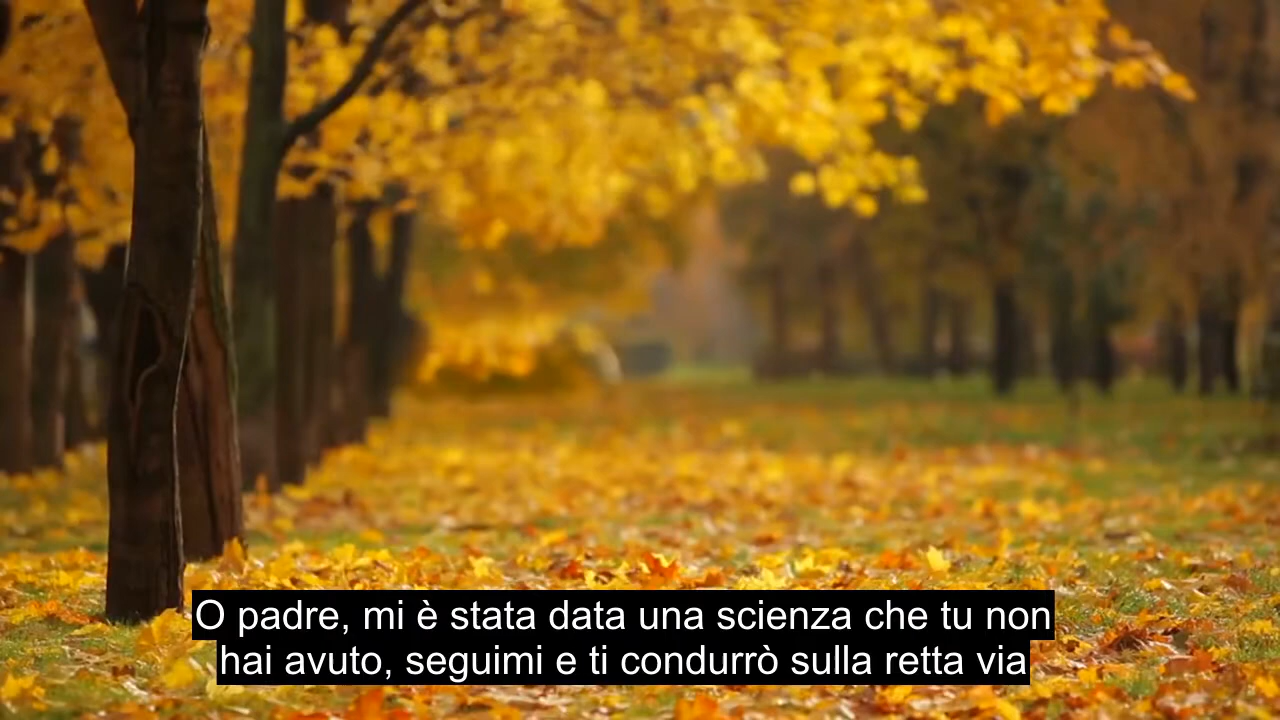 O padre, mi è stata data una scienza che tu non
hai avuto, seguimi e ti condurrò sulla retta via